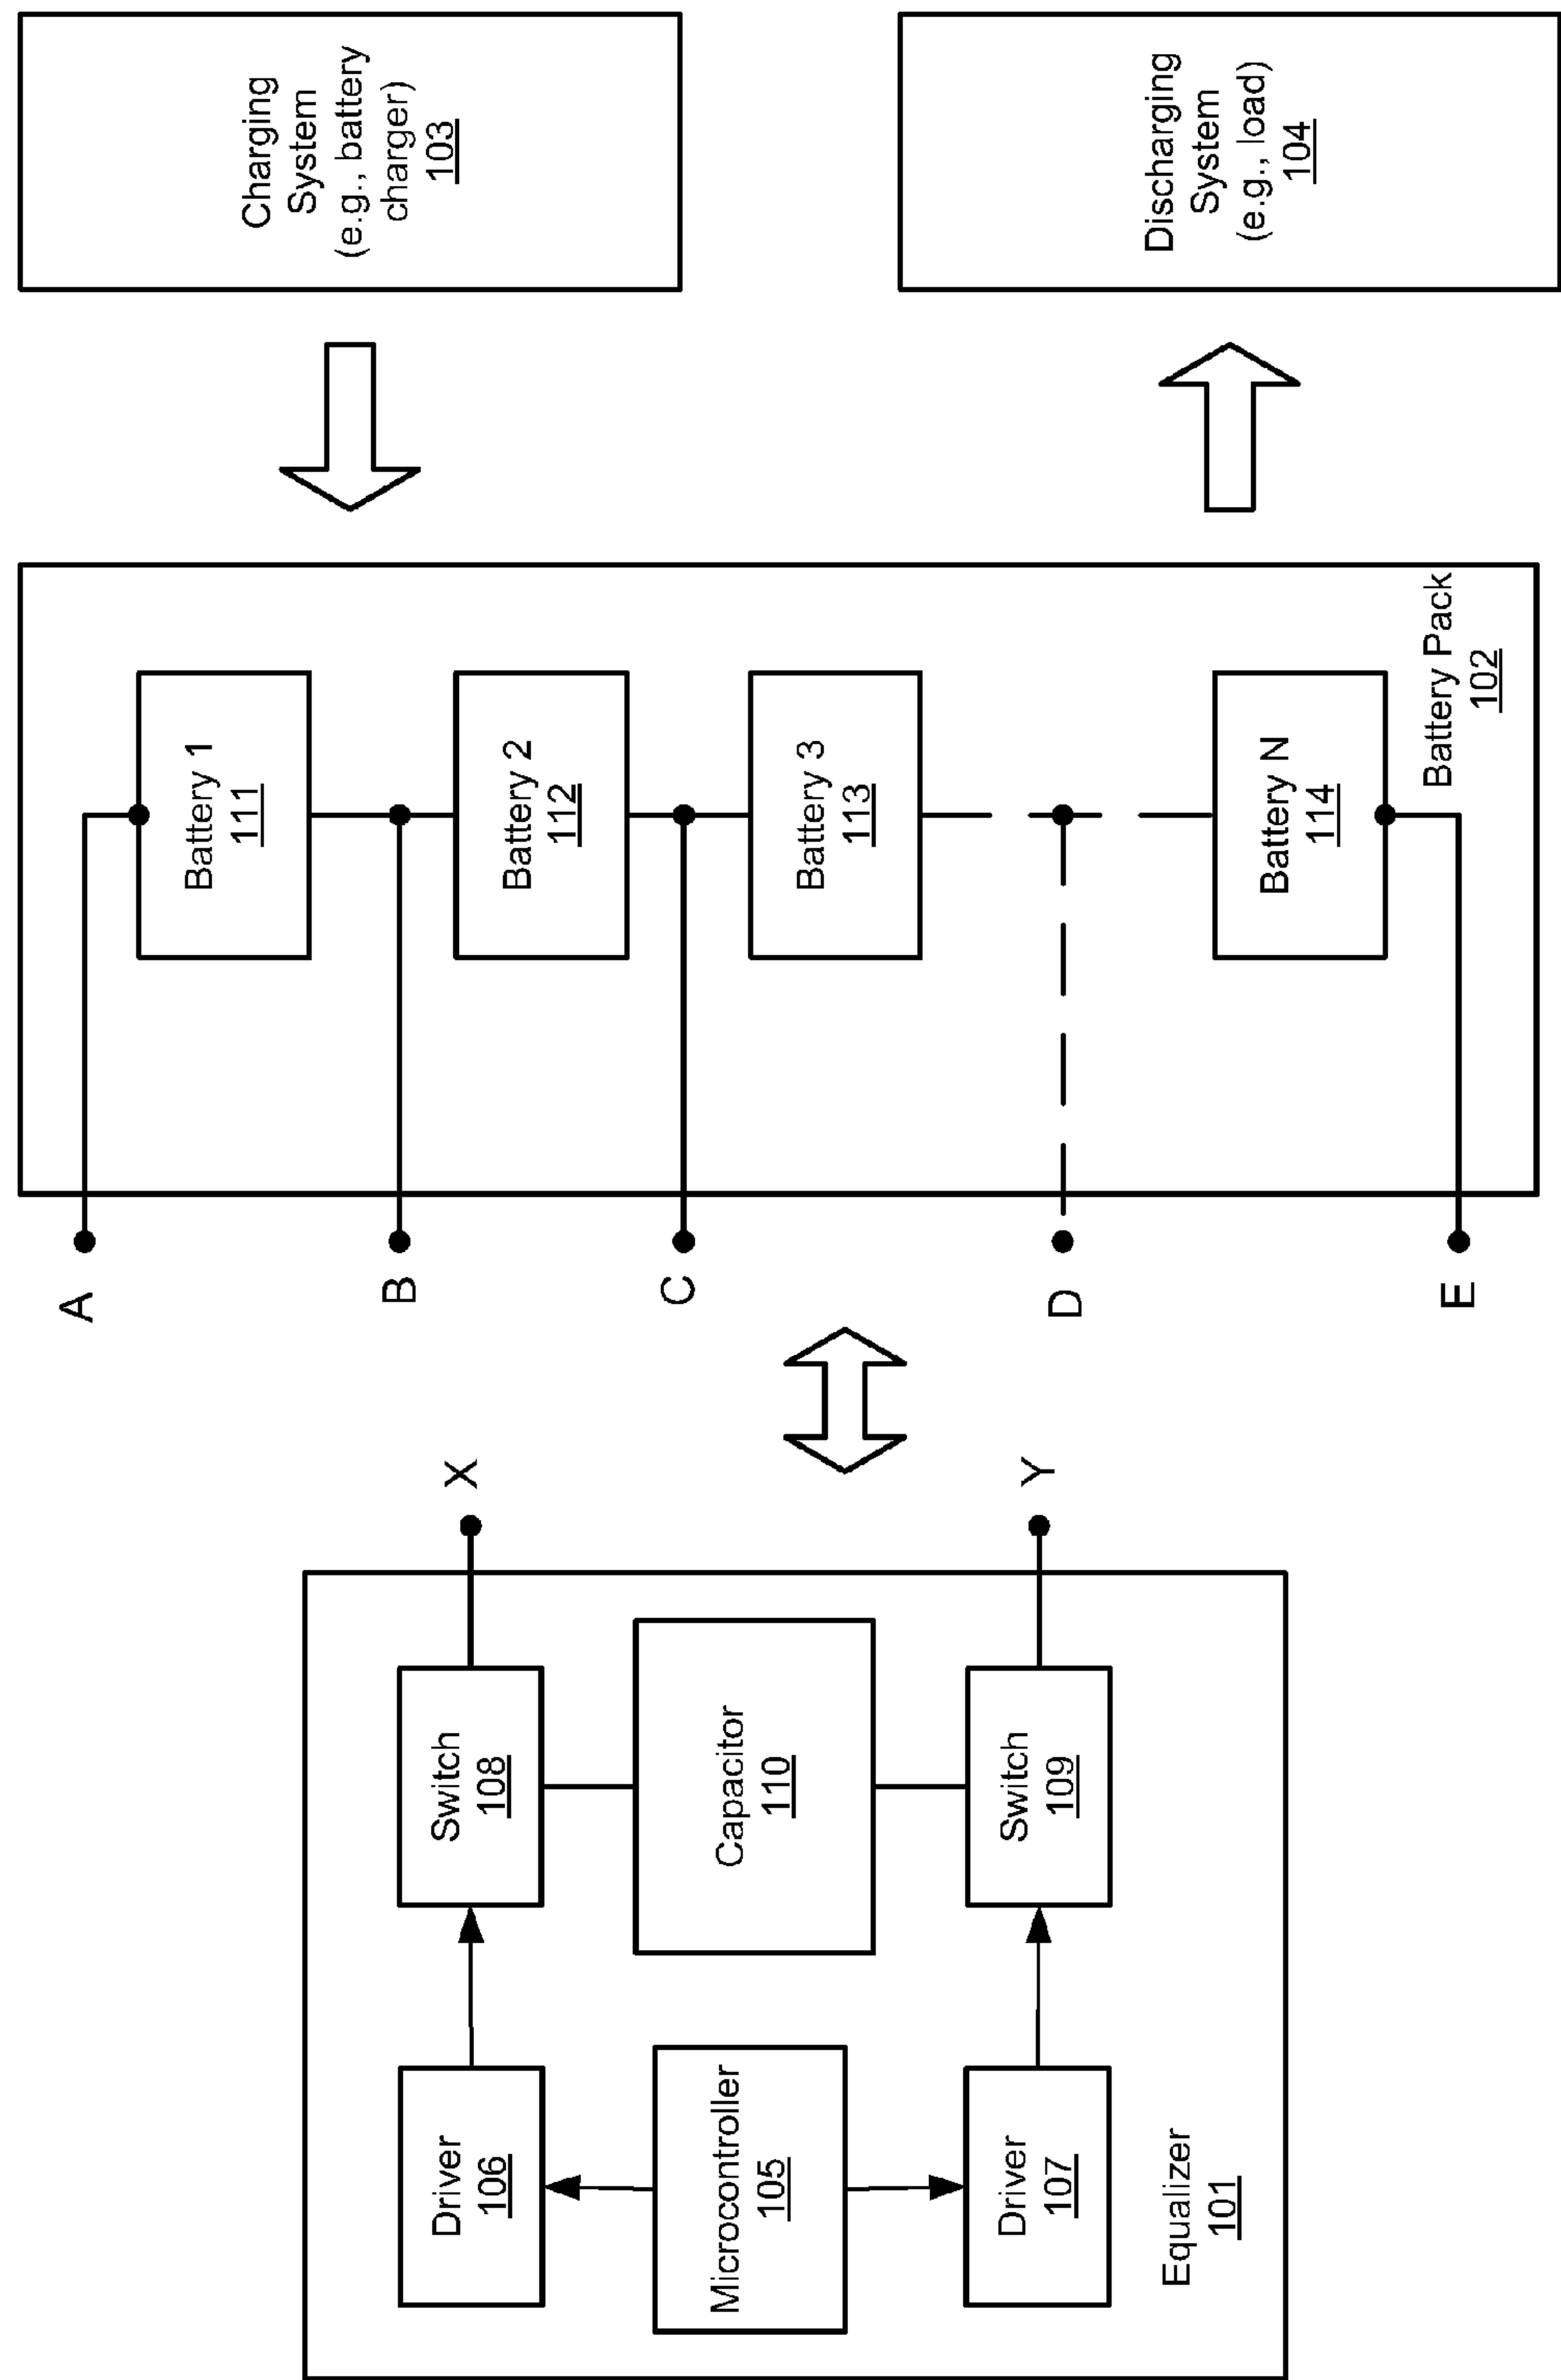 Equalizer
101
Driver
106
Microcontroller
105
Driver
107
Switch
108
Capacitor
110
Switch
109
X
Y
A
B
C
D
E
Battery 1
111
Battery 2
112
Battery 3
113
Battery N
114
Battery Pack
102
Charging
System
(e.g., battery
charger)
103
Discharging
System
(e.g., load)
104